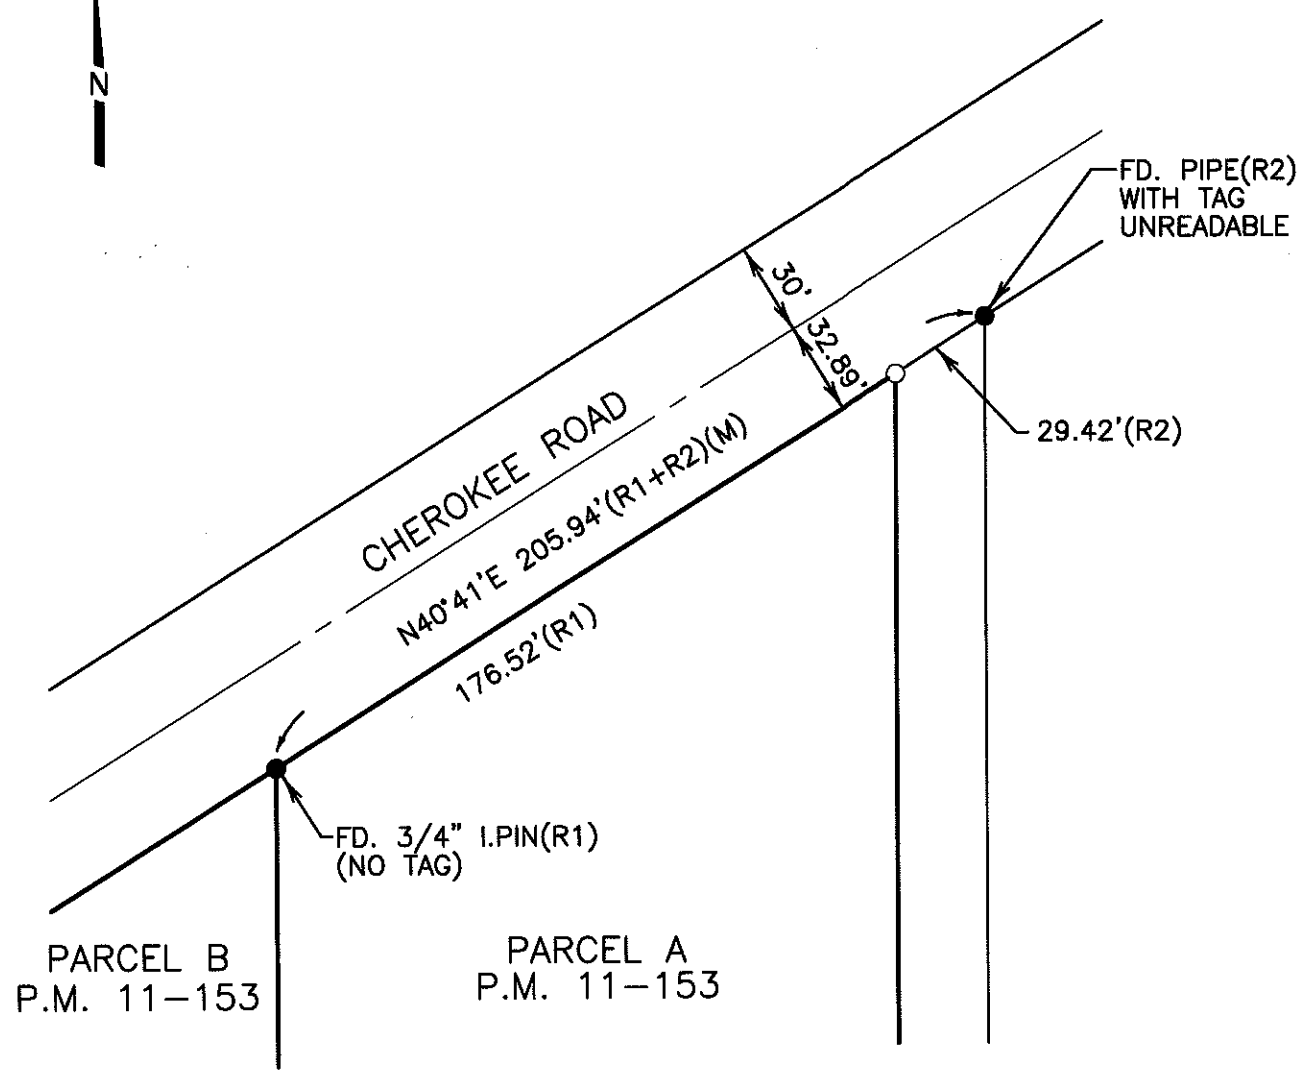 N
FD. PIPE(R2)
WITH TAG
UNREADABLE
30'
32.89'
29.42'(R2)
CHEROKEE ROAD
N40°41'E 205.94'(R1+R2)(M)
176.52'(R1)
FD. 3/4" I.PIN(R1)
(NO TAG)
PARCEL B
P.M. 11-153
PARCEL A
P.M. 11-153